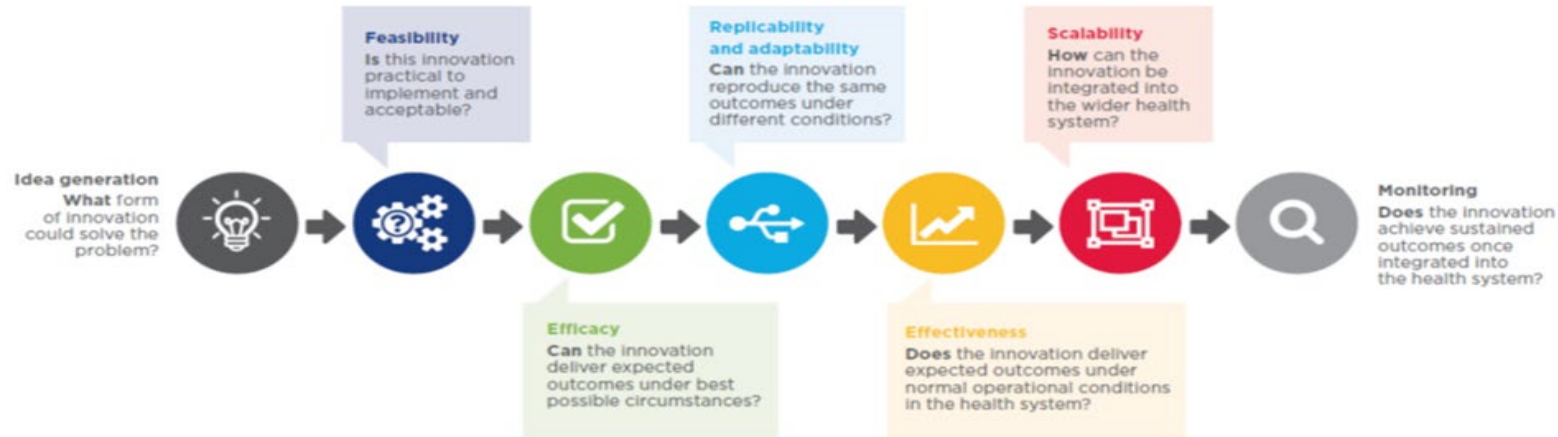 Idea generation
What form
of innovation
could solve the
problem?
Feasibility
Is this innovation
practical to
implement and
acceptable?
Efficacy
Can the innovation
deliver expected
outcomes under best
possible circumstances?
Replicability
and adaptability
Can the innovation
reproduce the same
outcomes under
different conditions?
Effectiveness
Does the innovation deliver
expected outcomes under
normal operational conditions
in the health system?
Scalability
How can the
innovation be
integrated into
the wider health
system?
Monitoring
Does the innovation
achieve sustained
outcomes once
integrated into
the health system?
?